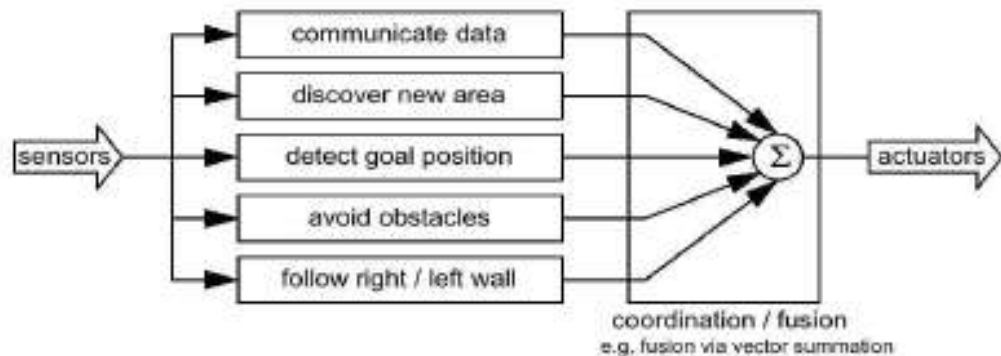 communicate data
discover new area
sensors
detect goal position
Σ
actuators
avoid obstacles
follow right / left wall
coordination / fusion
e.g. fusion via vector summation